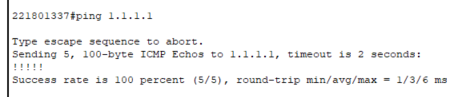 221801337#ping 1.1.1.1
Type escape sequence to abort.
Sending 5, 100-byte ICMP Echos to 1.1.1.1, timeout is 2 seconds:
!!!!!
Success rate is 100 percent (5/5), round-trip min/avg/max = 1/3/6 ms